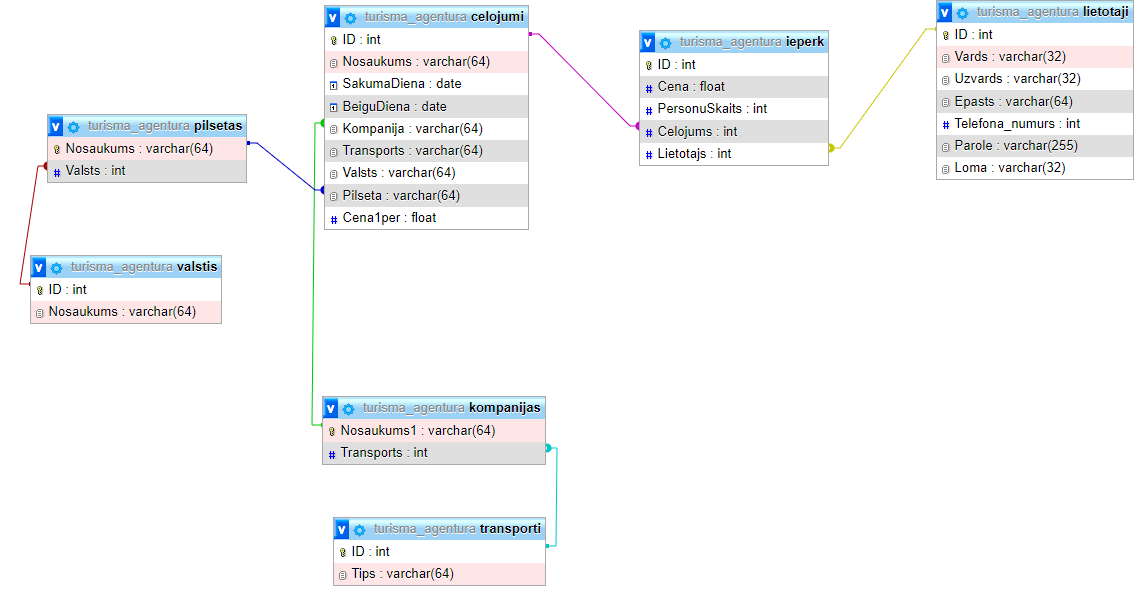 turisma_agentura celojumi
ID : int
Nosaukums : varchar(64)
SakumaDiena : date
BeiguDiena : date
Kompanija : varchar(64)
Transports : varchar(64)
Valsts : varchar(64)
Pilseta : varchar(64)
Cena1per : float
turisma_agentura ieperk
ID : int
Cena : float
PersonuSkaits : int
Celojums : int
Lietotajs : int
turisma_agentura lietotaji
ID : int
Vards : varchar(32)
Uzvards : varchar(32)
Epasts : varchar(64)
Telefona_numurs : int
Parole : varchar(255)
Loma : varchar(32)
turisma_agentura pilsetas
Nosaukums : varchar(64)
Valsts : int
turisma_agentura valstis
ID : int
Nosaukums : varchar(64)
turisma_agentura kompanijas
Nosaukums1 : varchar(64)
Transports : int
turisma_agentura transporti
ID : int
Tips : varchar(64)